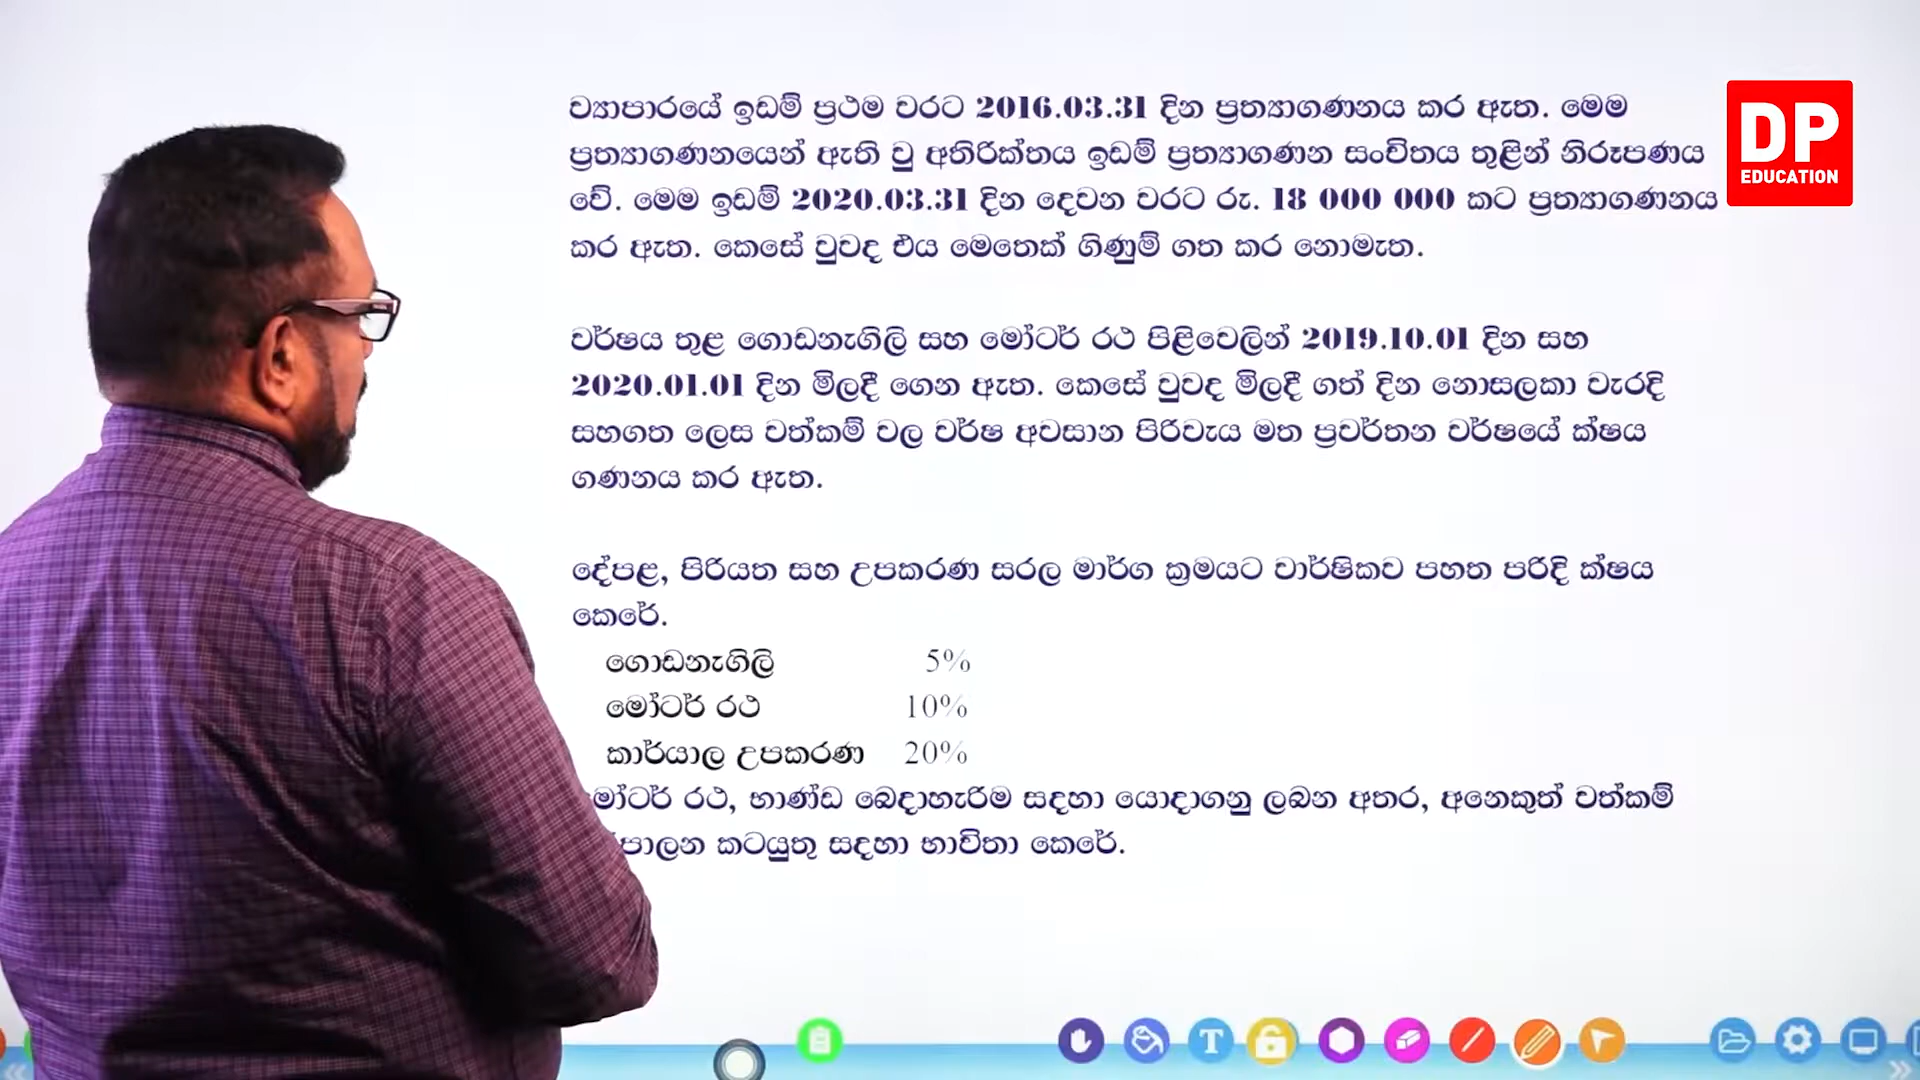 ව්‍යාපාරයේ ඉඩම් ප්‍රථම වරට 2016.03.31 දින ප්‍රත්‍යාගණනය කර ඇත. මෙම
ප්‍රත්‍යාගණනයෙන් ඇති වු අතිරික්තය ඉඩම් ප්‍රත්‍යාගණන සංචිතය තුළින් නිරූපණය
වේ. මෙම ඉඩම් 2020.03.31 දින දෙවන වරට රු. 18 000 000 කට ප්‍රත්‍යාගණනය
කර ඇත. කෙසේ වුවද එය මෙතෙක් ගිණුම් ගත කර නොමැත.
වර්ෂය තුළ ගොඩනැගිලි සහ මෝටර් රථ පිළිවෙලින් 2019.10.01 දින සහ
2020.01.01 දින මිලදී ගෙන ඇත. කෙසේ වුවද මිලදී ගත් දින නොසලකා වැරදි
සහගත ලෙස වත්කම් වල වර්ෂ අවසාන පිරිවැය මත ප්‍රවර්තන වර්ෂයේ ක්ෂය
ගණනය කර ඇත.
දේපළ, පිරියත සහ උපකරණ සරල මාර්ග ක්‍රමයට වාර්ෂිකව පහත පරිදි ක්ෂය
කෙරේ.
ගොඩනැගිලි 5%
මෝටර් රථ 10%
කාර්යාල උපකරණ 20%
මෝටර් රථ, භාණ්ඩ බෙදාහැරිම සදහා යොදාගනු ලබන අතර, අනෙකුත් වත්කම්
කටයුතු සදහා භාවිතා කෙරේ.
DP
EDUCATION